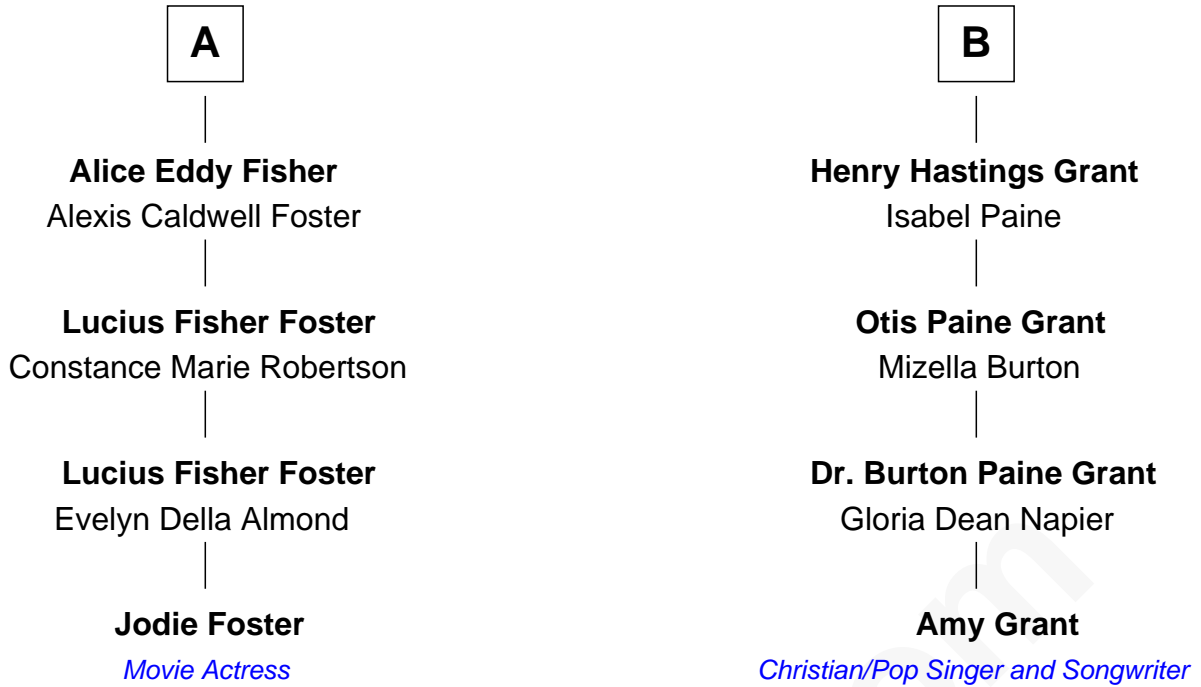 A
Alice Eddy Fisher
Alexis Caldwell Foster
Lucius Fisher Foster
Constance Marie Robertson
Lucius Fisher Foster
Evelyn Della Almond
Jodie Foster
Movie Actress
B
Henry Hastings Grant
Isabel Paine
Otis Paine Grant
Mizella Burton
Dr. Burton Paine Grant
Gloria Dean Napier
Amy Grant
Christian/Pop Singer and Songwriter